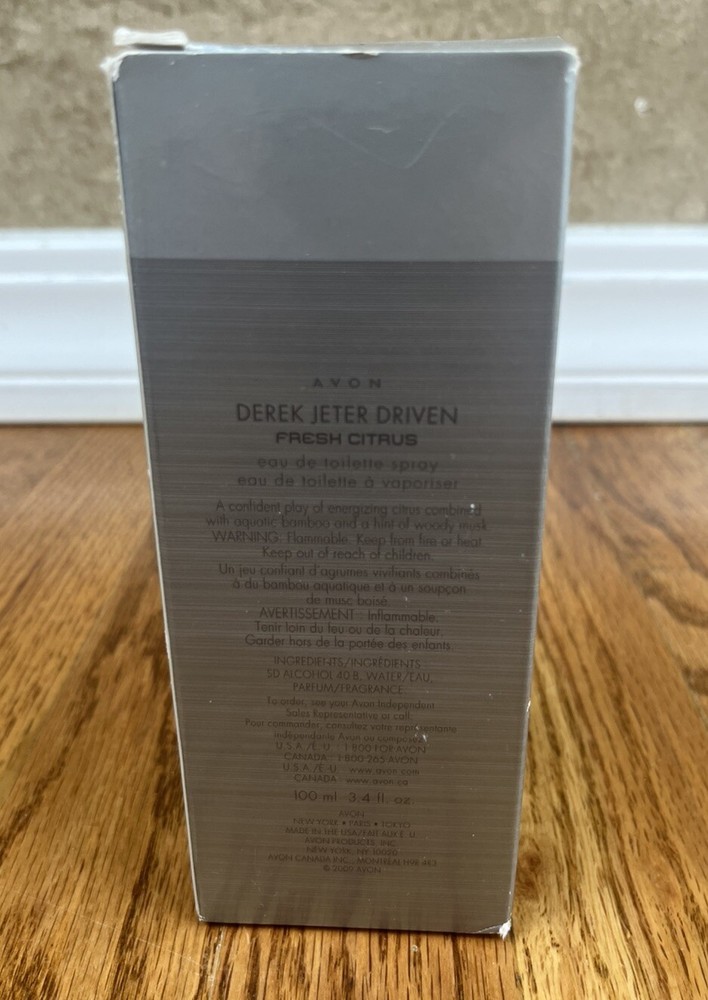 AVON
DEREK JETER DRIVEN
FRESH CITRUS
eau de toilette spray
eau de toilette à vaporiser
A confident play of energizing citrus combined
with aquatic bamboo and a hint of woody musk
WARNING: Flammable. Keep from fire or heat.
Keep out of reach of children.
Un jeu confiant d'agrumes vivifiants combinés
à du bambou aquatique et à un soupçon
de musc boisé.
AVERTISSEMENT : Inflammable.
Tenir loin du feu ou de la chaleur.
Garder hors de la portée des enfants.
INGREDIENTS/INGRÉDIENTS
SD ALCOHOL 40 B, WATER/EAU,
PARFUM/FRAGRANCE
To order, see your Avon Independent
Sales Representative or call:
Pour commander, consultez votre représentante
indépendante Avon ou composez
U.S.A./É.-U. : 1 800 FOR AVON
CANADA : 1 800 265-AVON
U.S.A./É.-U. : www.avon.com
CANADA : www.avon.ca
100 ml 3.4 fl. oz
AVON
NEW YORK • PARIS • TOKYO
MADE IN THE USA/FAIT AUX É.-U.
AVON PRODUCTS, INC.
NEW YORK, NY 10020
AVON CANADA INC., MONTREAL H9R 4R3
© 2009 AVON